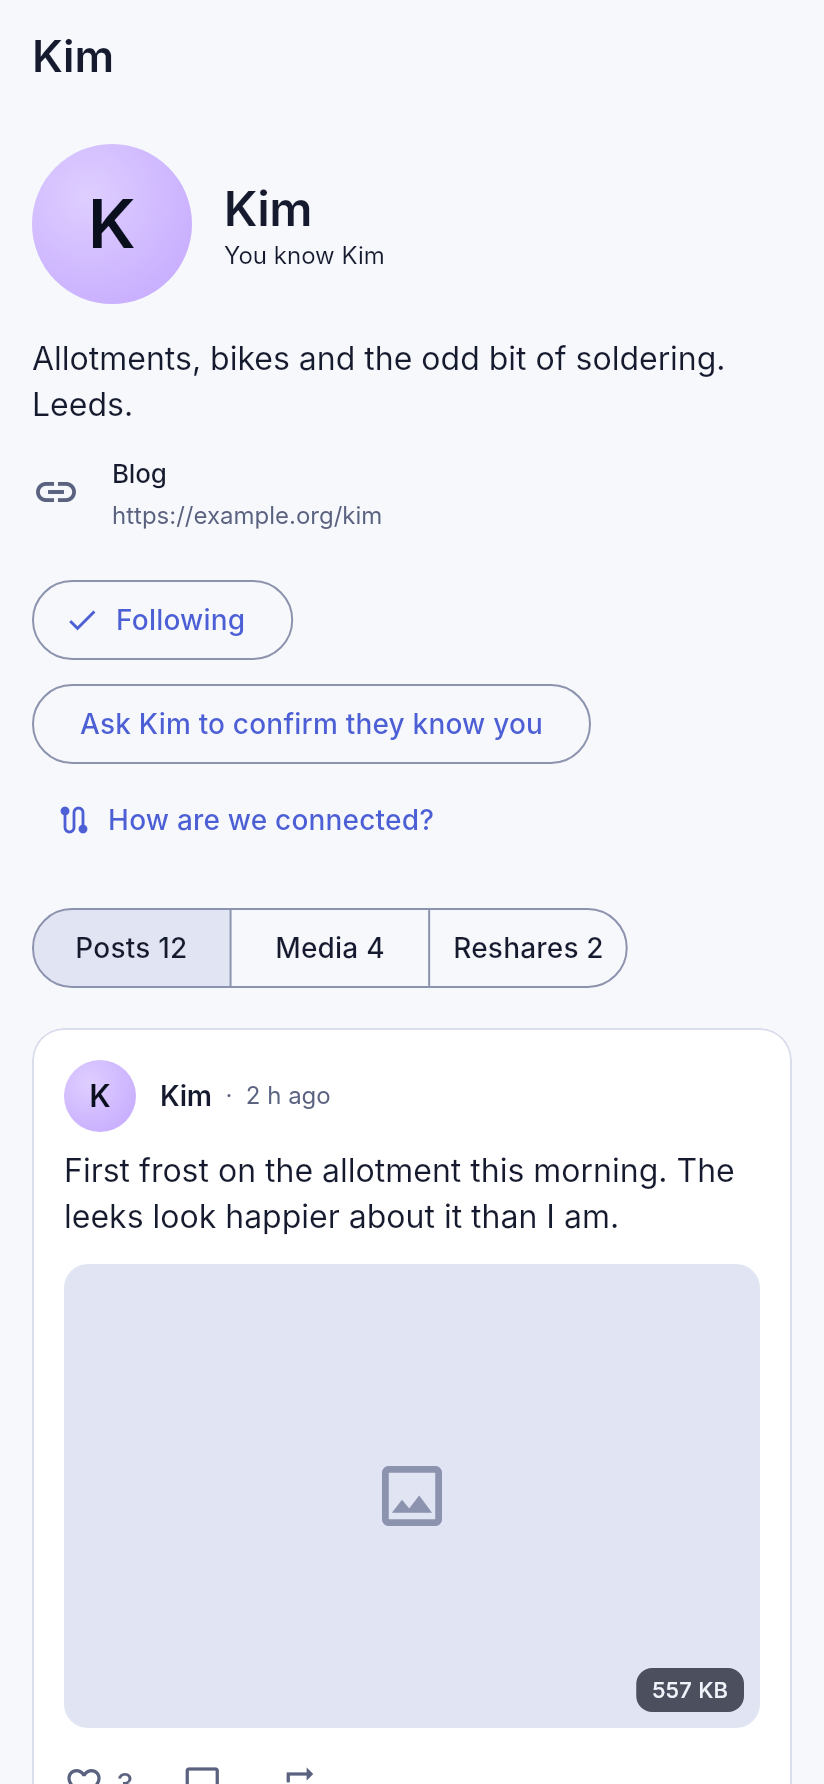 Kim
K
Kim
You know Kim
Allotments, bikes and the odd bit of soldering.
Leeds.
Blog
https://example.org/kim
Following
Ask Kim to confirm they know you
How are we connected?
Posts 12
Media 4
Reshares 2
K
Kim · 2 h ago
First frost on the allotment this morning. The
leeks look happier about it than I am.
557 KB
3